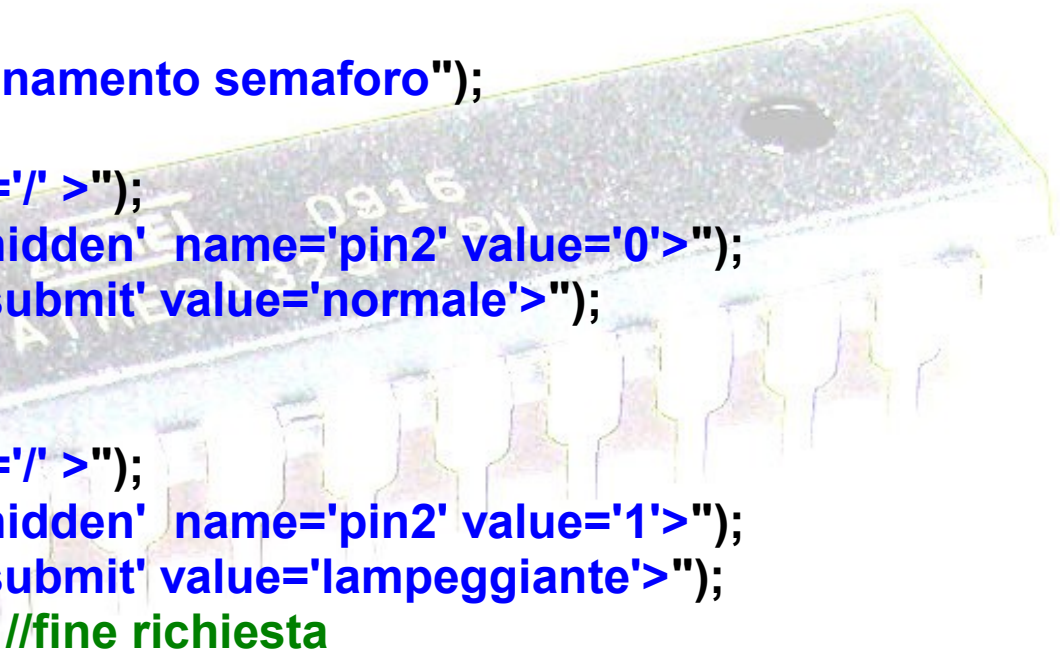 namento semaforo");
='/' >");
hidden' name='pin2' value='0'>");
submit' value='normale'>");
='/' >");
hidden' name='pin2' value='1'>");
submit' value='lampeggiante'>");
//fine richiesta
0916